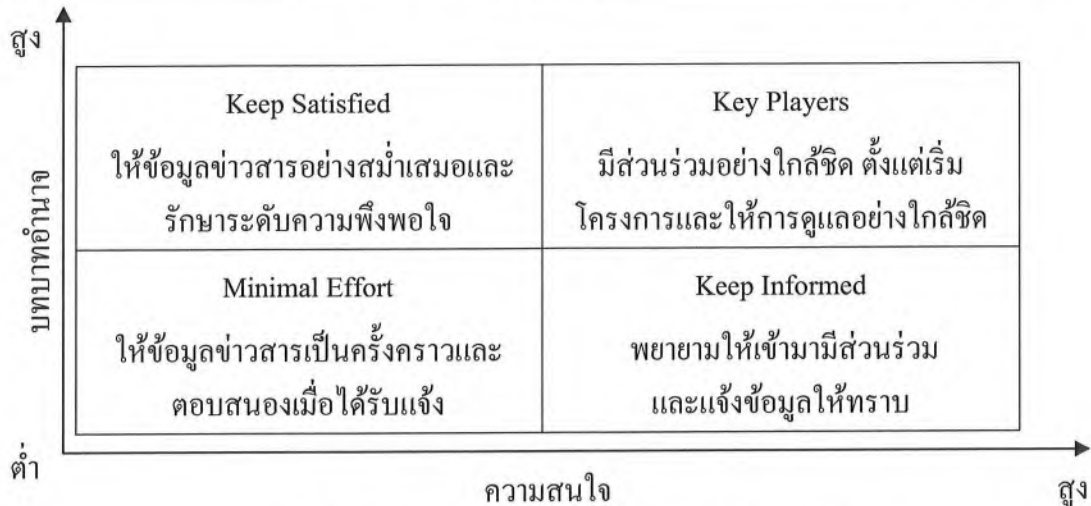 สูง
Keep Satisfied
ให้ข้อมูลข่าวสารอย่างสม่ำเสมอและ
รักษาระดับความพึงพอใจ
Key Players
มีส่วนร่วมอย่างใกล้ชิด ตั้งแต่เริ่ม
โครงการและให้การดูแลอย่างใกล้ชิด
บทบาทอำนาจ
Minimal Effort
ให้ข้อมูลข่าวสารเป็นครั้งคราวและ
ตอบสนองเมื่อได้รับแจ้ง
Keep Informed
พยายามให้เข้ามามีส่วนร่วม
และแจ้งข้อมูลให้ทราบ
ต่ำ
ความสนใจ
สูง